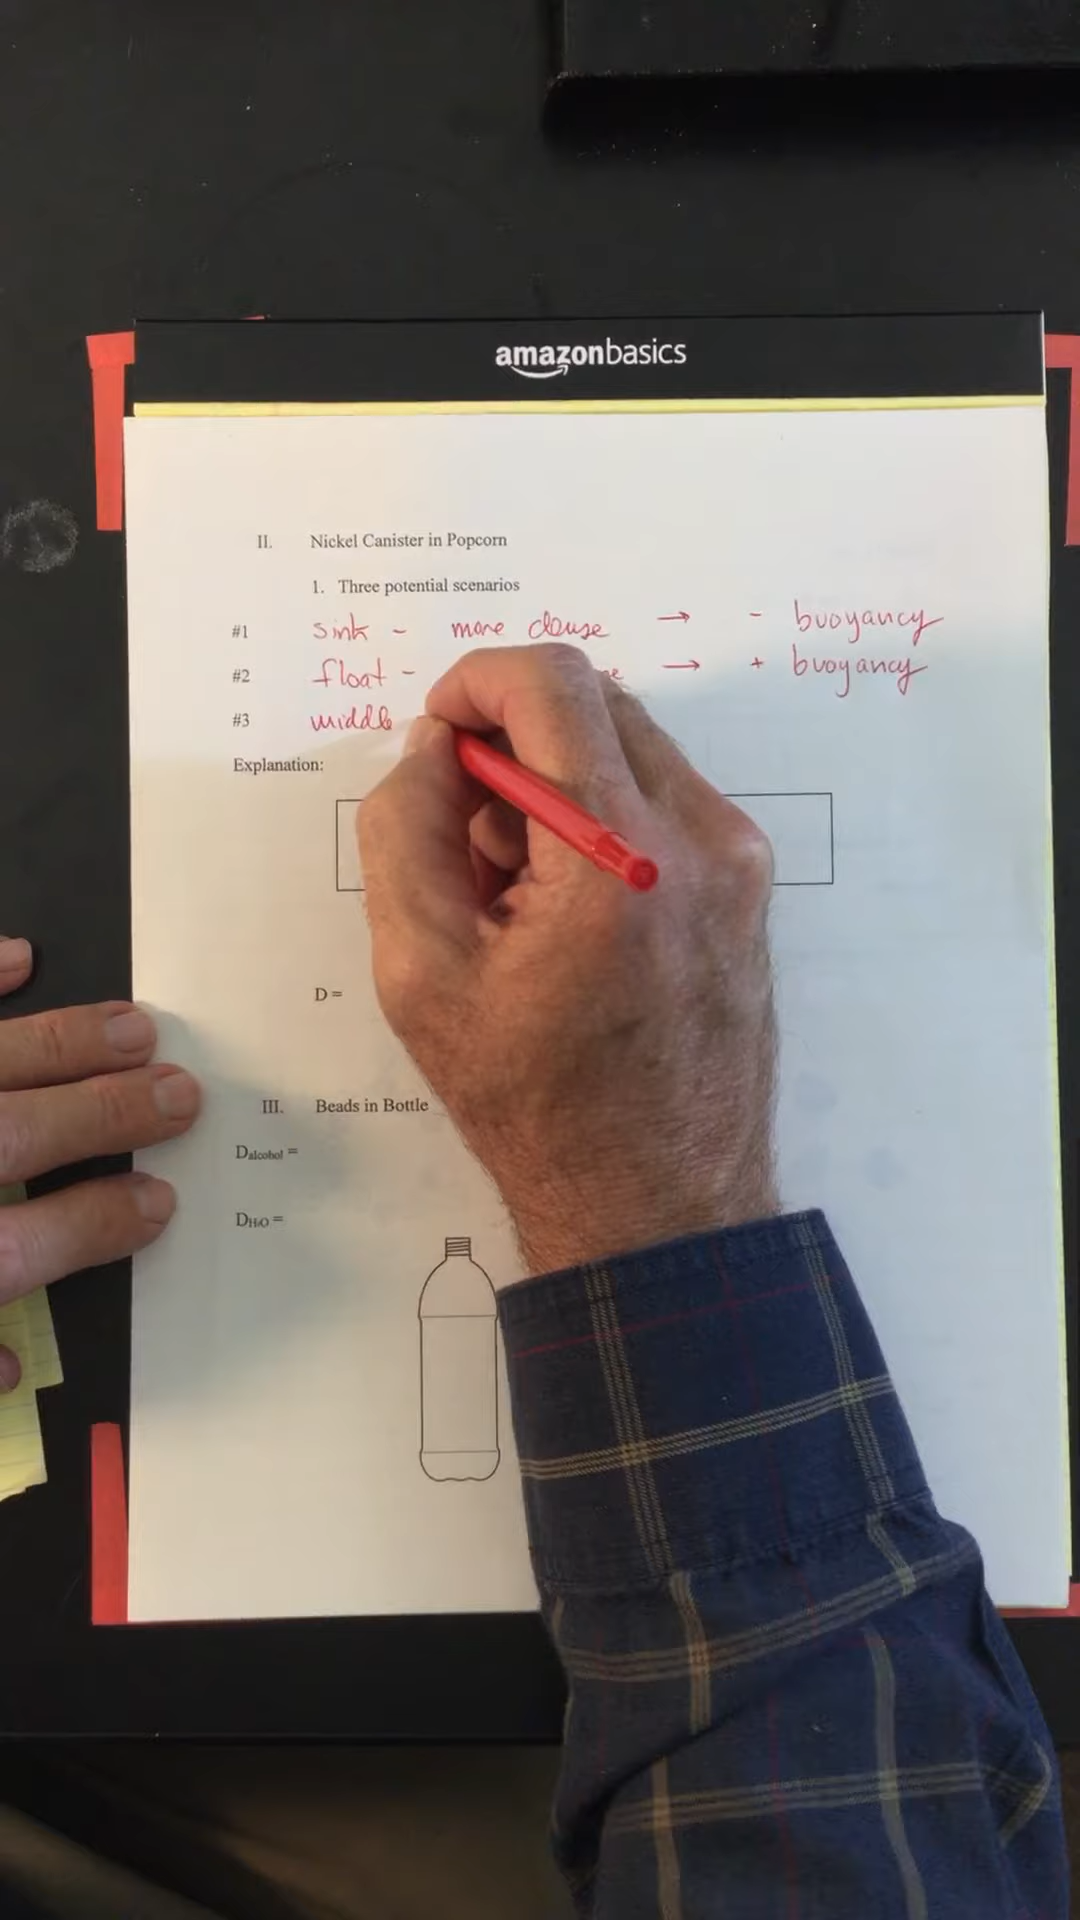 amazonbasics
II. Nickel Canister in Popcorn
1. Three potential scenarios
#1 sink - more dense → - buoyancy
#2 float - → + buoyancy
#3 middle
Explanation:
D =
III. Beads in Bottle
Dalcohol =
DH₂O =